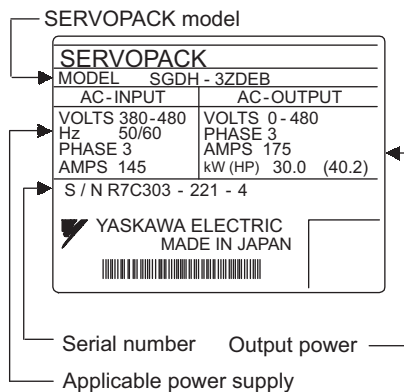 SERVOPACK model
SERVOPACK
MODEL SGDH - 3ZDEB
AC-INPUT AC-OUTPUT
VOLTS 380-480 VOLTS 0-480
Hz 50/60 PHASE 3
PHASE 3 AMPS 175
AMPS 145 kW (HP) 30.0 (40.2)
S / N R7C303 - 221 - 4
YASKAWA ELECTRIC
MADE IN JAPAN
Serial number Output power
Applicable power supply